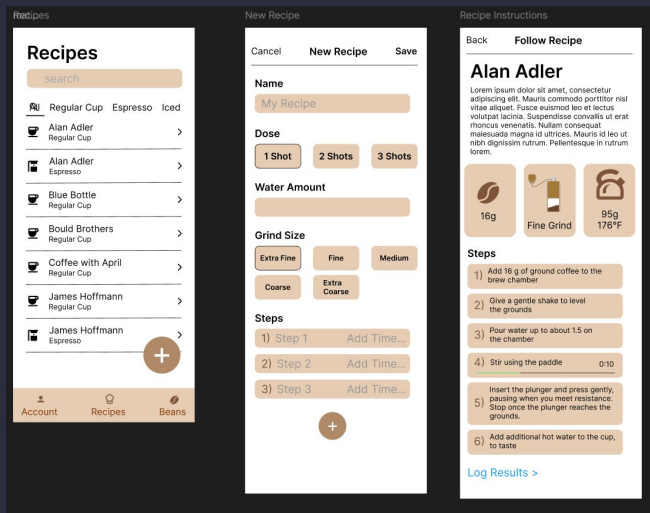 Recipes
Recipes
search
All Regular Cup Espresso Iced
Alan Adler
Regular Cup
Alan Adler
Espresso
Blue Bottle
Regular Cup
Bould Brothers
Regular Cup
Coffee with April
Regular Cup
James Hoffmann
Regular Cup
James Hoffmann
Espresso
+
Account Recipes Beans
New Recipe
Cancel New Recipe Save
Name
My Recipe
Dose
1 Shot 2 Shots 3 Shots
Water Amount
Grind Size
Extra Fine Fine Medium
Coarse Extra
Coarse
Steps
1) Step 1 Add Time...
2) Step 2 Add Time...
3) Step 3 Add Time...
+
Recipe Instructions
Back Follow Recipe
Alan Adler
Lorem ipsum dolor sit amet, consectetur
adipiscing elit. Mauris commodo porttitor nisl
vitae aliquet. Fusce euismod leo et lectus
volutpat lacinia. Suspendisse convallis ut erat
rhoncus venenatis. Nullam consequat
malesuada magna id ultrices. Mauris id leo ut
nibh dignissim rutrum. Pellentesque in rutrum
lorem.
16g
Fine Grind
95g
176°F
Steps
1) Add 16 g of ground coffee to the
brew chamber
2) Give a gentle shake to level
the grounds
3) Pour water up to about 1.5 on
the chamber
4) Stir using the paddle 0:10
5) Insert the plunger and press gently,
pausing when you meet resistance.
Stop once the plunger reaches the
grounds.
6) Add additional hot water to the cup,
to taste
Log Results >